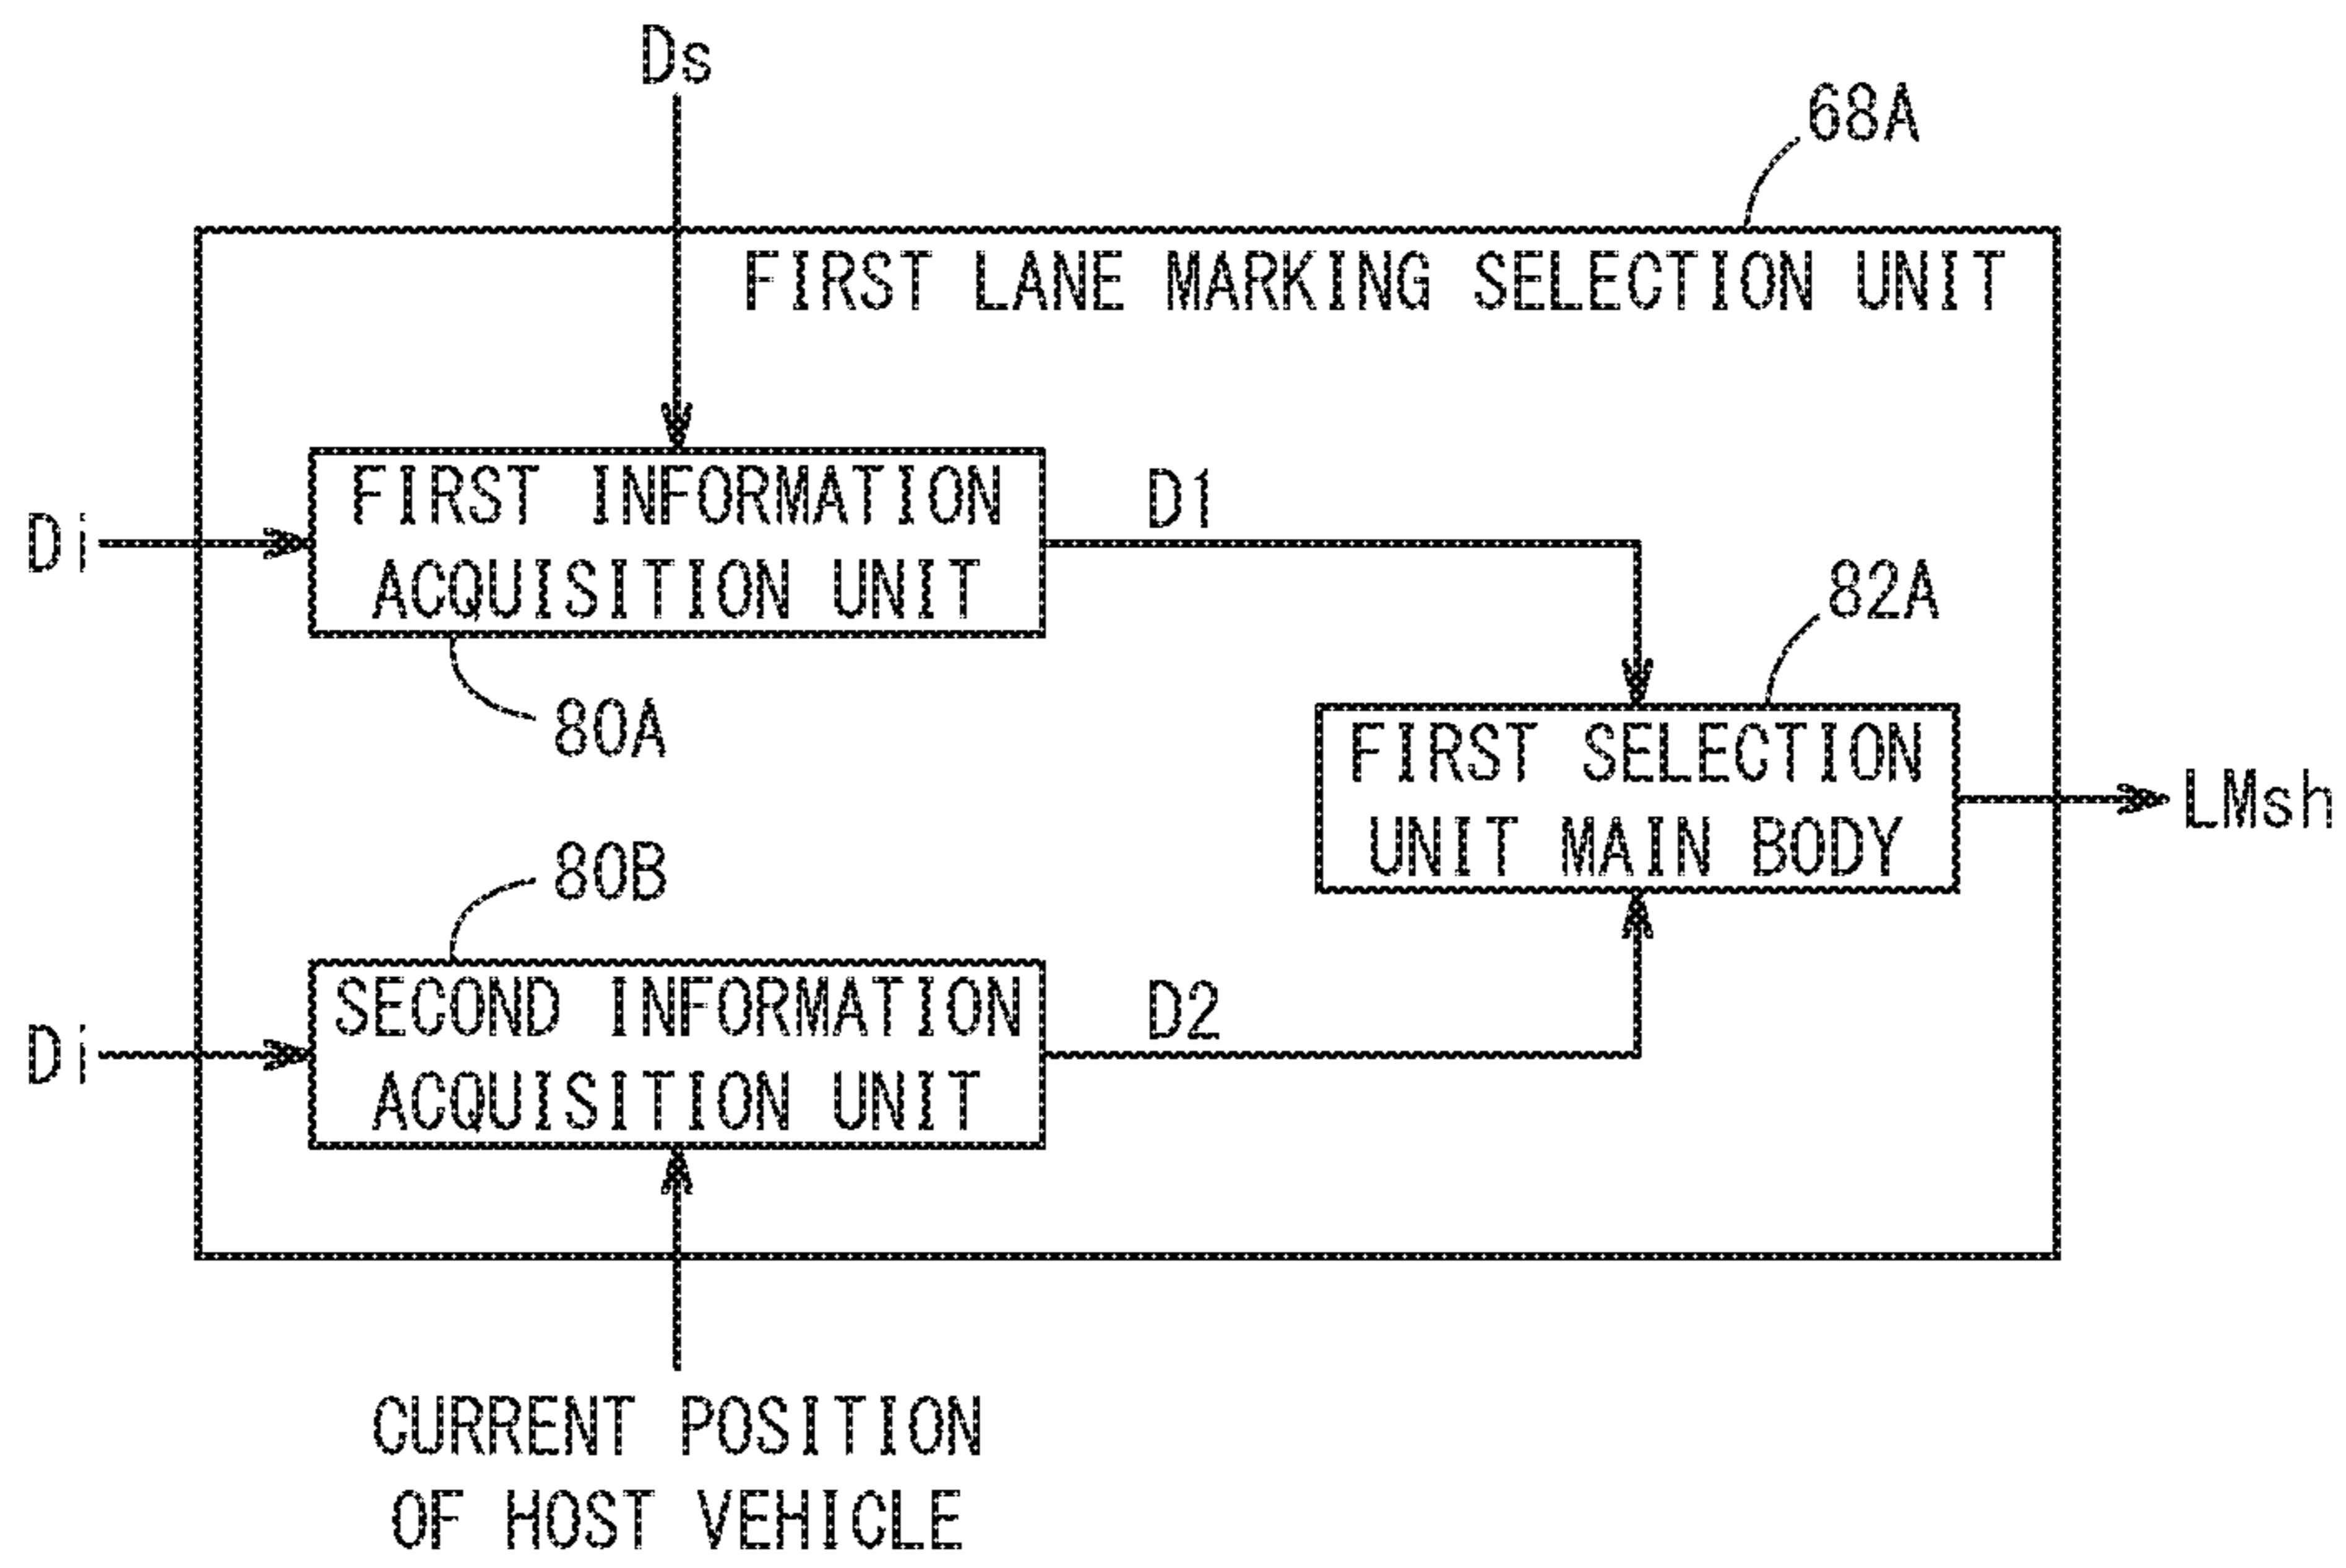 Ds
68A
FIRST LANE MARKING SELECTION UNIT
Di
FIRST INFORMATION
ACQUISITION UNIT
D1
80A
82A
FIRST SELECTION
UNIT MAIN BODY
LMsh
80B
Di
SECOND INFORMATION
ACQUISITION UNIT
D2
CURRENT POSITION
OF HOST VEHICLE